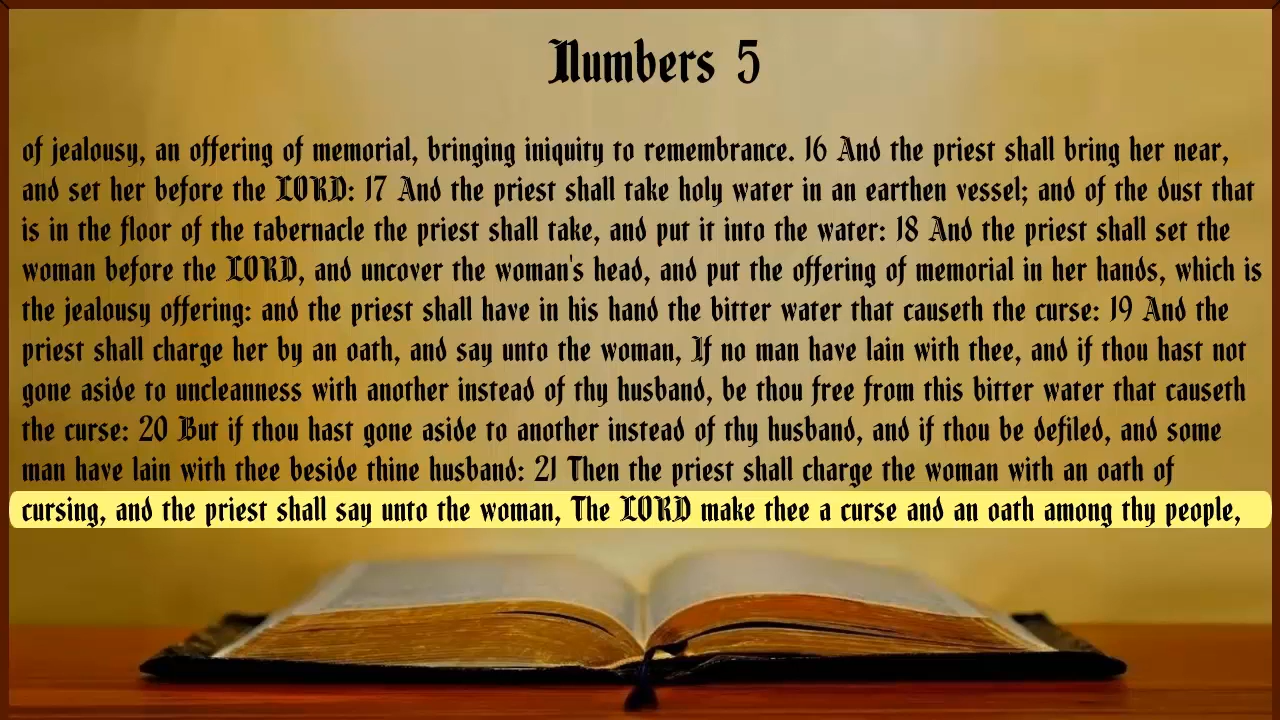 Numbers 5
of jealousy, an offering of memorial, bringing iniquity to remembrance. 16 And the priest shall bring her near,
and set her before the LORD: 17 And the priest shall take holy water in an earthen vessel; and of the dust that
is in the floor of the tabernacle the priest shall take, and put it into the water: 18 And the priest shall set the
woman before the LORD, and uncover the woman's head, and put the offering of memorial in her hands, which is
the jealousy offering: and the priest shall have in his hand the bitter water that causeth the curse: 19 And the
priest shall charge her by an oath, and say unto the woman, If no man have lain with thee, and if thou hast not
gone aside to uncleanness with another instead of thy husband, be thou free from this bitter water that causeth
the curse: 20 But if thou hast gone aside to another instead of thy husband, and if thou be defiled, and some
man have lain with thee beside thine husband: 21 Then the priest shall charge the woman with an oath of
cursing, and the priest shall say unto the woman, The LORD make thee a curse and an oath among thy people,